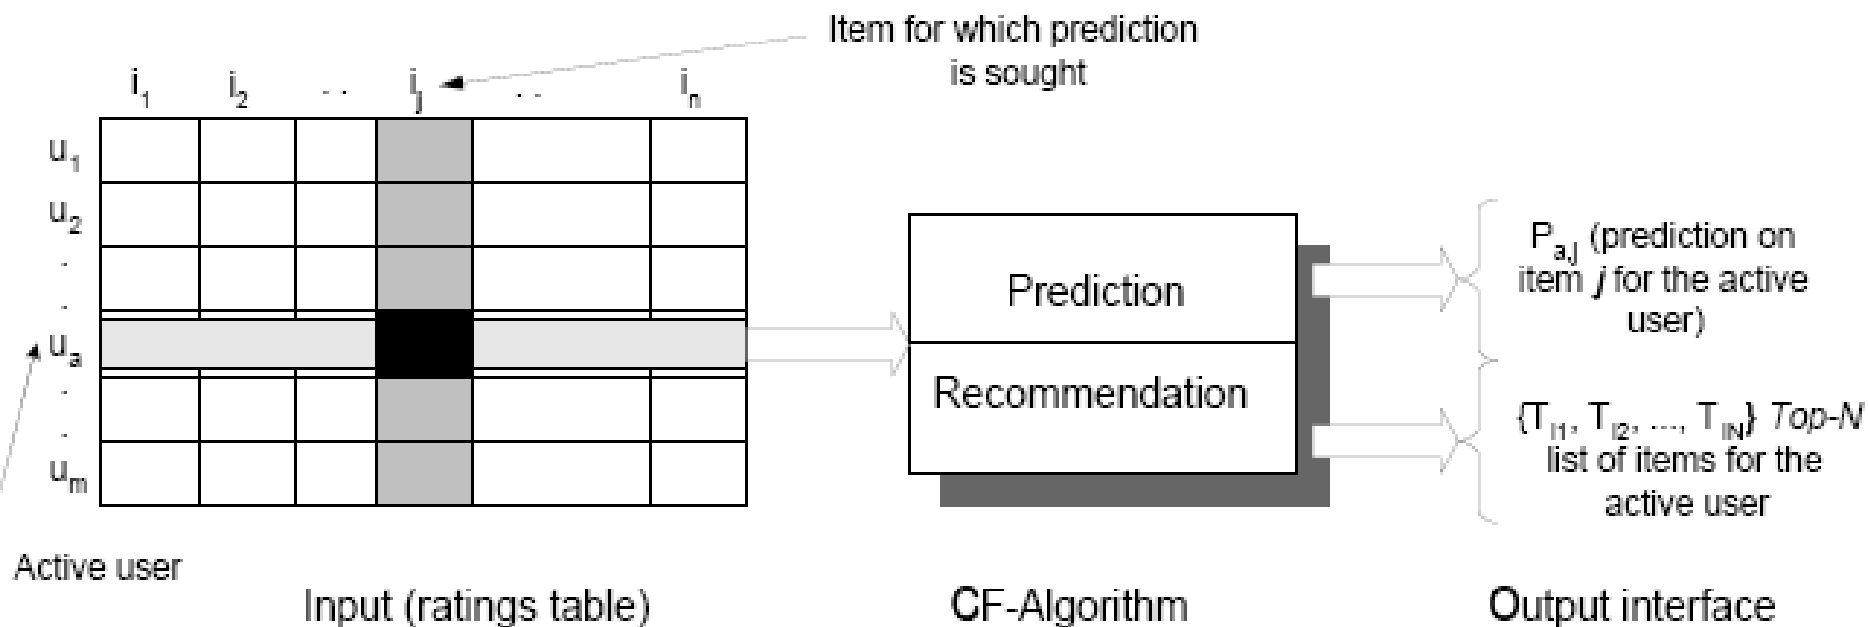 Item for which prediction
is sought
i1 i2 . . ij . . in
u1
u2
.
.
ua
.
.
um
Active user
Input (ratings table)
Prediction
Recommendation
CF-Algorithm
Pa,j (prediction on
item j for the active
user)
{Ti1, Ti2, ..., TiN} Top-N
list of items for the
active user
Output interface